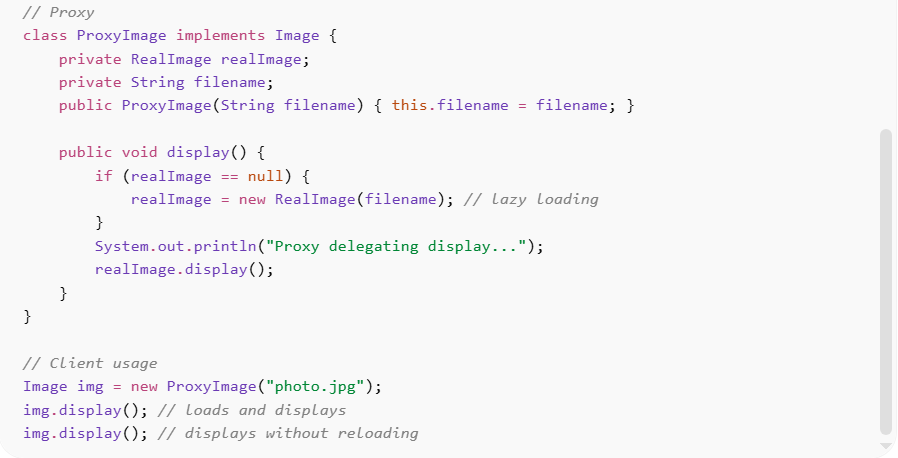 // Proxy
class ProxyImage implements Image {
    private RealImage realImage;
    private String filename;
    public ProxyImage(String filename) { this.filename = filename; }

    public void display() {
        if (realImage == null) {
            realImage = new RealImage(filename); // lazy loading
        }
        System.out.println("Proxy delegating display...");
        realImage.display();
    }
}

// Client usage
Image img = new ProxyImage("photo.jpg");
img.display(); // loads and displays
img.display(); // displays without reloading